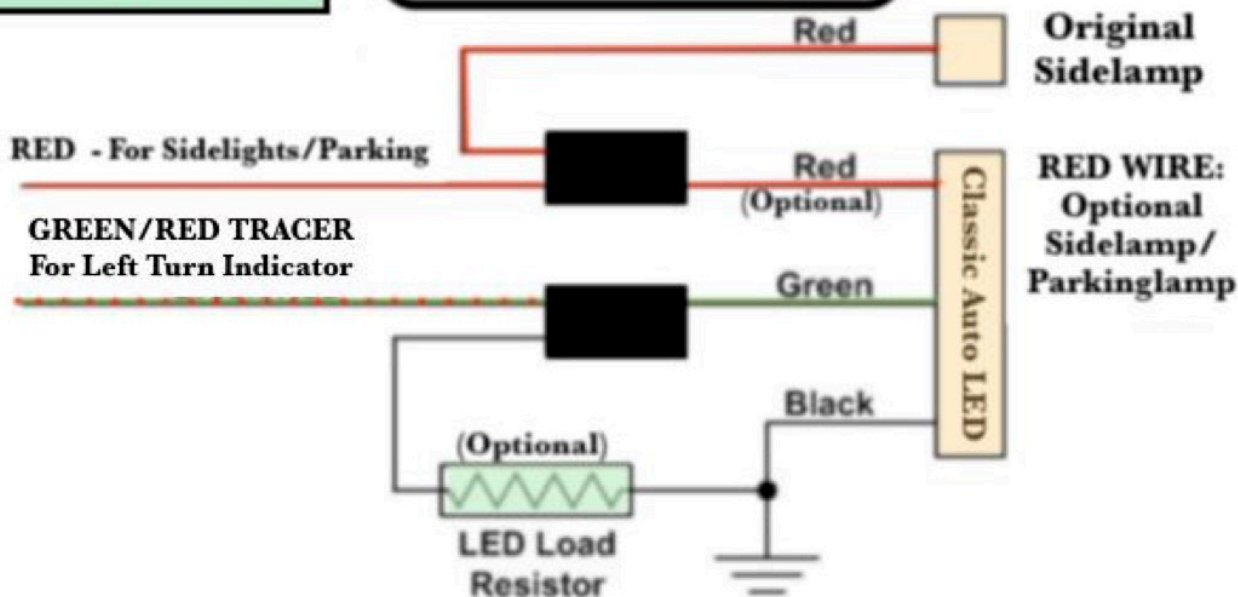 Red
Original
Sidelamp
RED - For Sidelights/Parking
Red
(Optional)
RED WIRE:
Optional
Sidelamp/
Parkinglamp
GREEN/RED TRACER
For Left Turn Indicator
Green
Classic Auto LED
Black
(Optional)
LED Load
Resistor